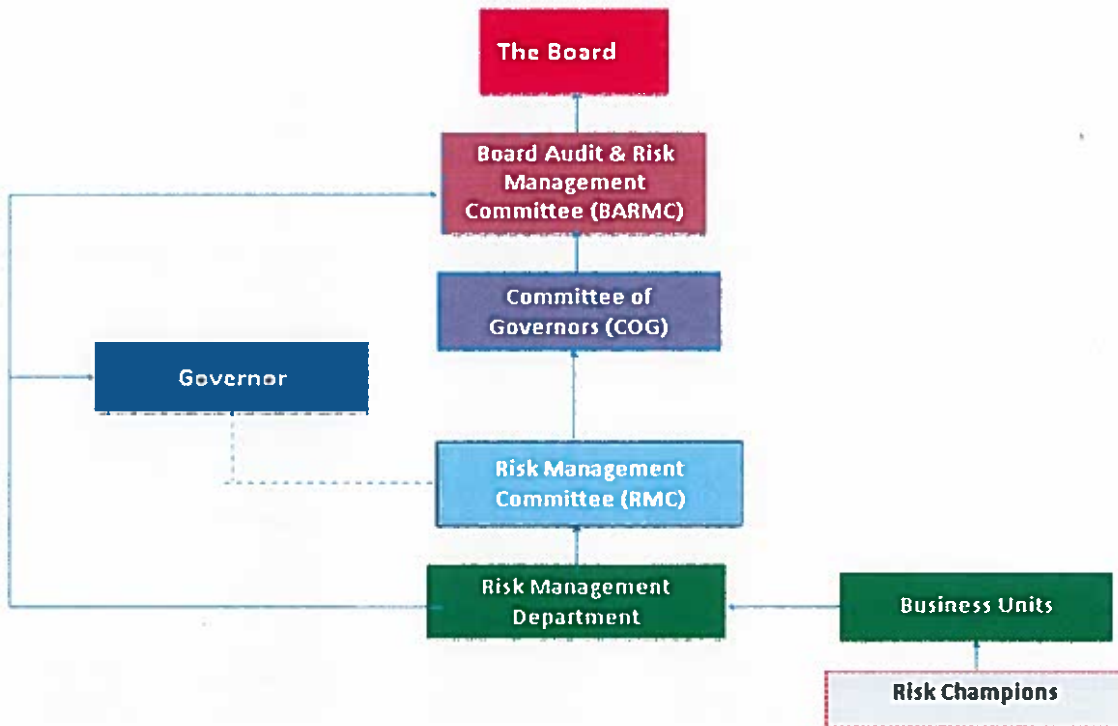 The Board
Board Audit & Risk
Management
Committee (BARMC)
Committee of
Governors (COG)
Governor
Risk Management
Committee (RMC)
Risk Management
Department
Business Units
Risk Champions